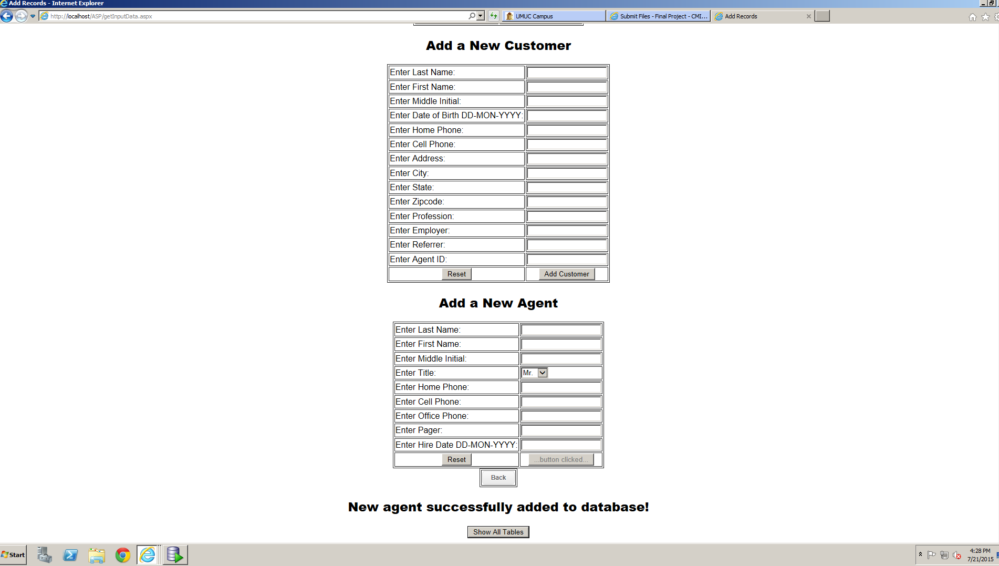 Add Records - Internet Explorer
http://localhost/ASP/getInputData.aspx
UMUC Campus
Submit Files - Final Project - CMI...
Add Records
Add a New Customer
Enter Last Name:
Enter First Name:
Enter Middle Initial:
Enter Date of Birth DD-MON-YYYY:
Enter Home Phone:
Enter Cell Phone:
Enter Address:
Enter City:
Enter State:
Enter Zipcode:
Enter Profession:
Enter Employer:
Enter Referrer:
Enter Agent ID:
Reset Add Customer
Add a New Agent
Enter Last Name:
Enter First Name:
Enter Middle Initial:
Enter Title: Mr.
Enter Home Phone:
Enter Cell Phone:
Enter Office Phone:
Enter Pager:
Enter Hire Date DD-MON-YYYY:
Reset ...button clicked...
Back
New agent successfully added to database!
Show All Tables
Start
4:28 PM
7/21/2015